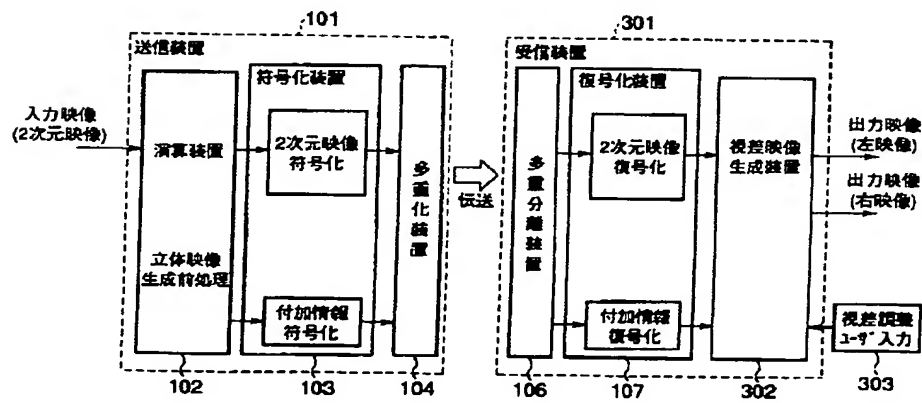 101
送信装置
入力映像
(2次元映像)
演算装置
立体映像
生成前処理
102
符号化装置
2次元映像
符号化
付加情報
符号化
103
多重化装置
104
伝送
301
受信装置
多重分離装置
106
復号化装置
2次元映像
復号化
付加情報
復号化
107
視差映像
生成装置
302
出力映像
(左映像)
出力映像
(右映像)
視差調整
ユーザ入力
303